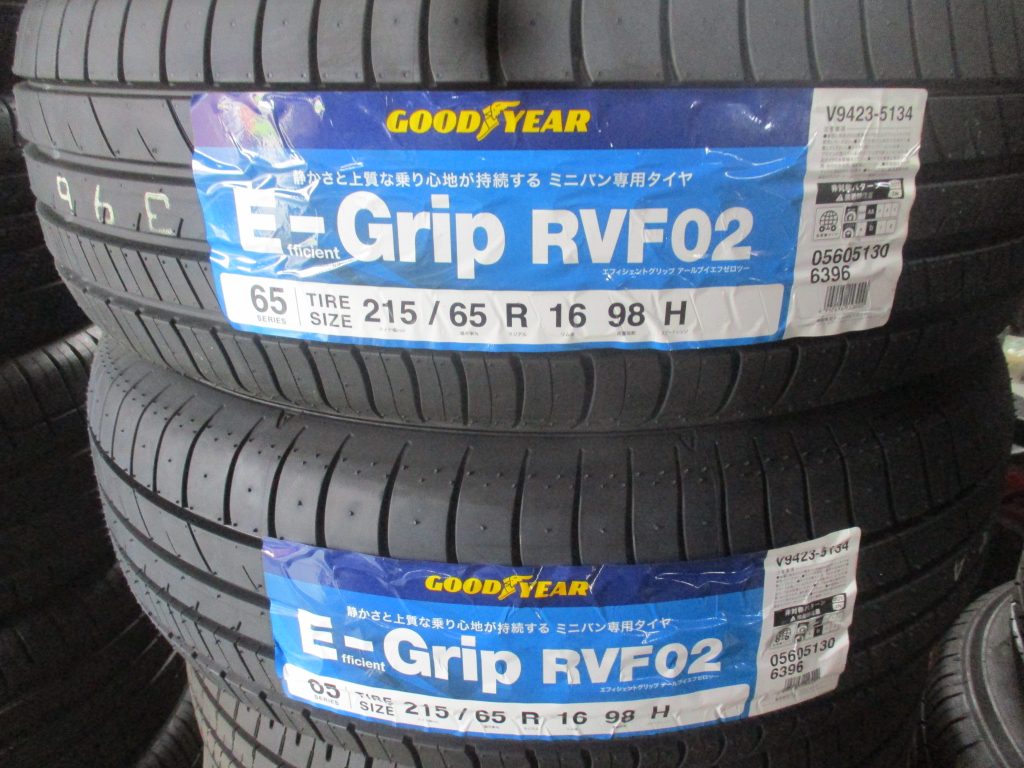 GOODYEAR
静かさと上質な乗り心地が持続する ミニバン専用タイヤ
E-fficient Grip RVF02
エフィシェントグリップ アールブイエフゼロツー
65 SERIES TIRE SIZE 215 / 65 R 16 98 H
V9423-5134
05605130
6396
396
GOODYEAR
静かさと上質な乗り心地が持続する ミニバン専用タイヤ
E-fficient Grip RVF02
エフィシェントグリップ アールブイエフゼロツー
65 SERIES TIRE SIZE 215 / 65 R 16 98 H
V9423-5134
05605130
6396